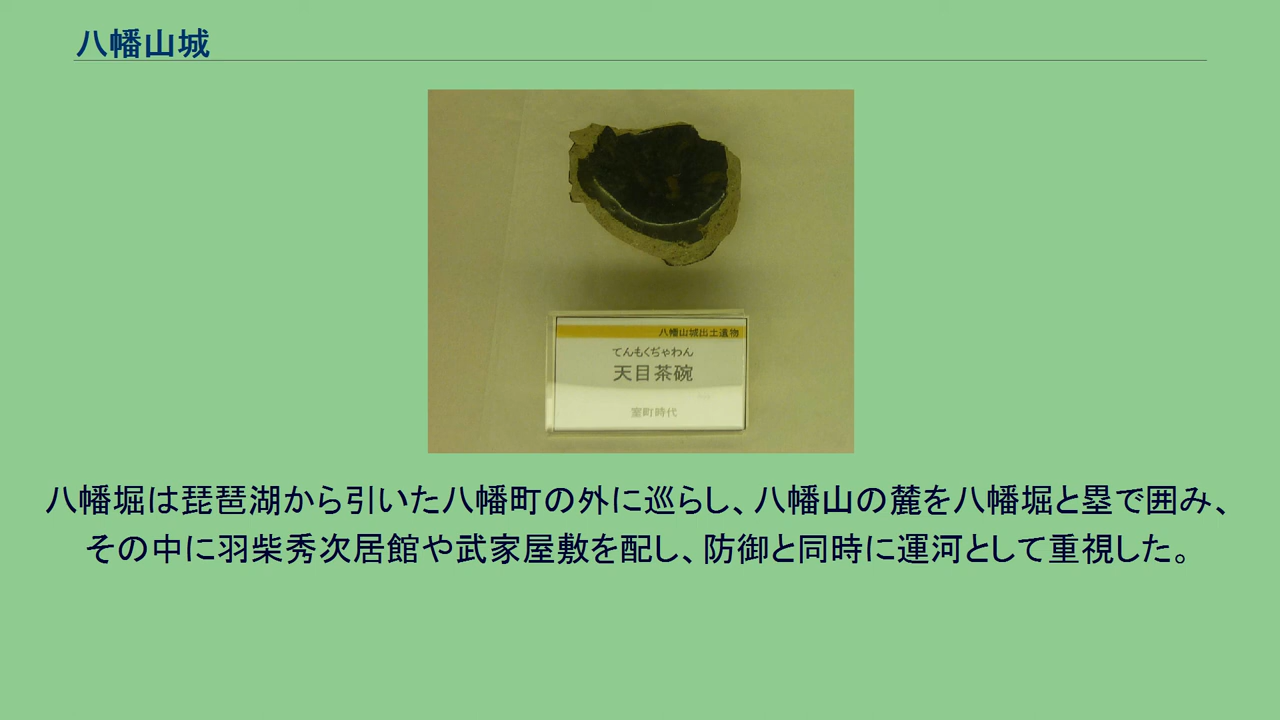 八幡山城
八幡山城出土遺物
てんもくぢゃわん
天目茶碗
室町時代
八幡堀は琵琶湖から引いた八幡町の外に巡らし、八幡山の麓を八幡堀と塁で囲み、
その中に羽柴秀次居館や武家屋敷を配し、防御と同時に運河として重視した。